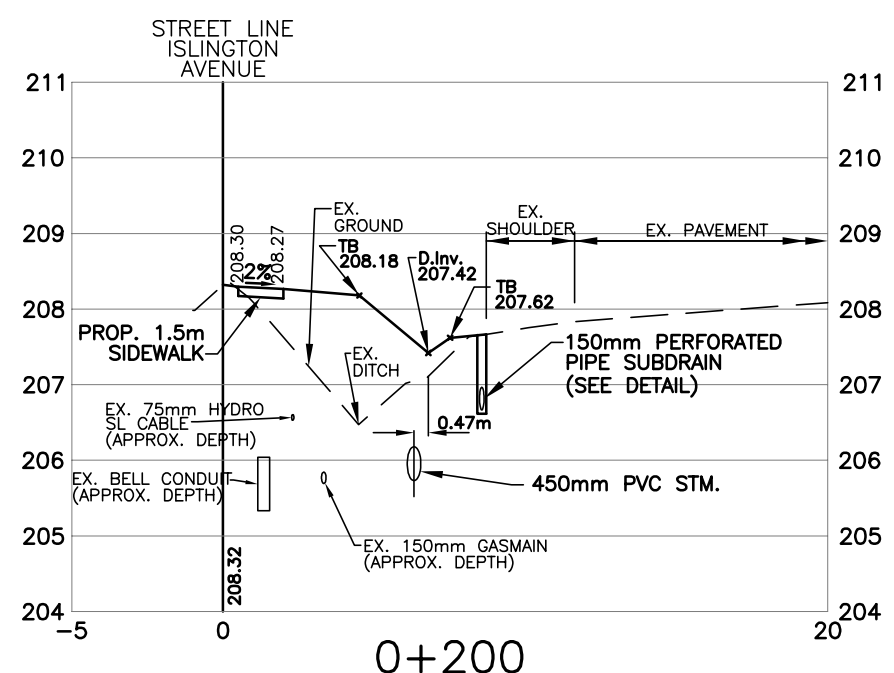 STREET LINE
ISLINGTON
AVENUE
211
211
210
210
209
209
208
208
207
207
206
206
205
205
204
204
-5
0
20
208.30
208.27
2%
EX.
GROUND
TB
208.18
D.Inv.
207.42
EX.
SHOULDER
EX. PAVEMENT
TB
207.62
PROP. 1.5m
SIDEWALK
EX.
DITCH
150mm PERFORATED
PIPE SUBDRAIN
(SEE DETAIL)
EX. 75mm HYDRO
SL CABLE
(APPROX. DEPTH)
0.47m
EX. BELL CONDUIT
(APPROX. DEPTH)
450mm PVC STM.
EX. 150mm GASMAIN
(APPROX. DEPTH)
208.32
0+200